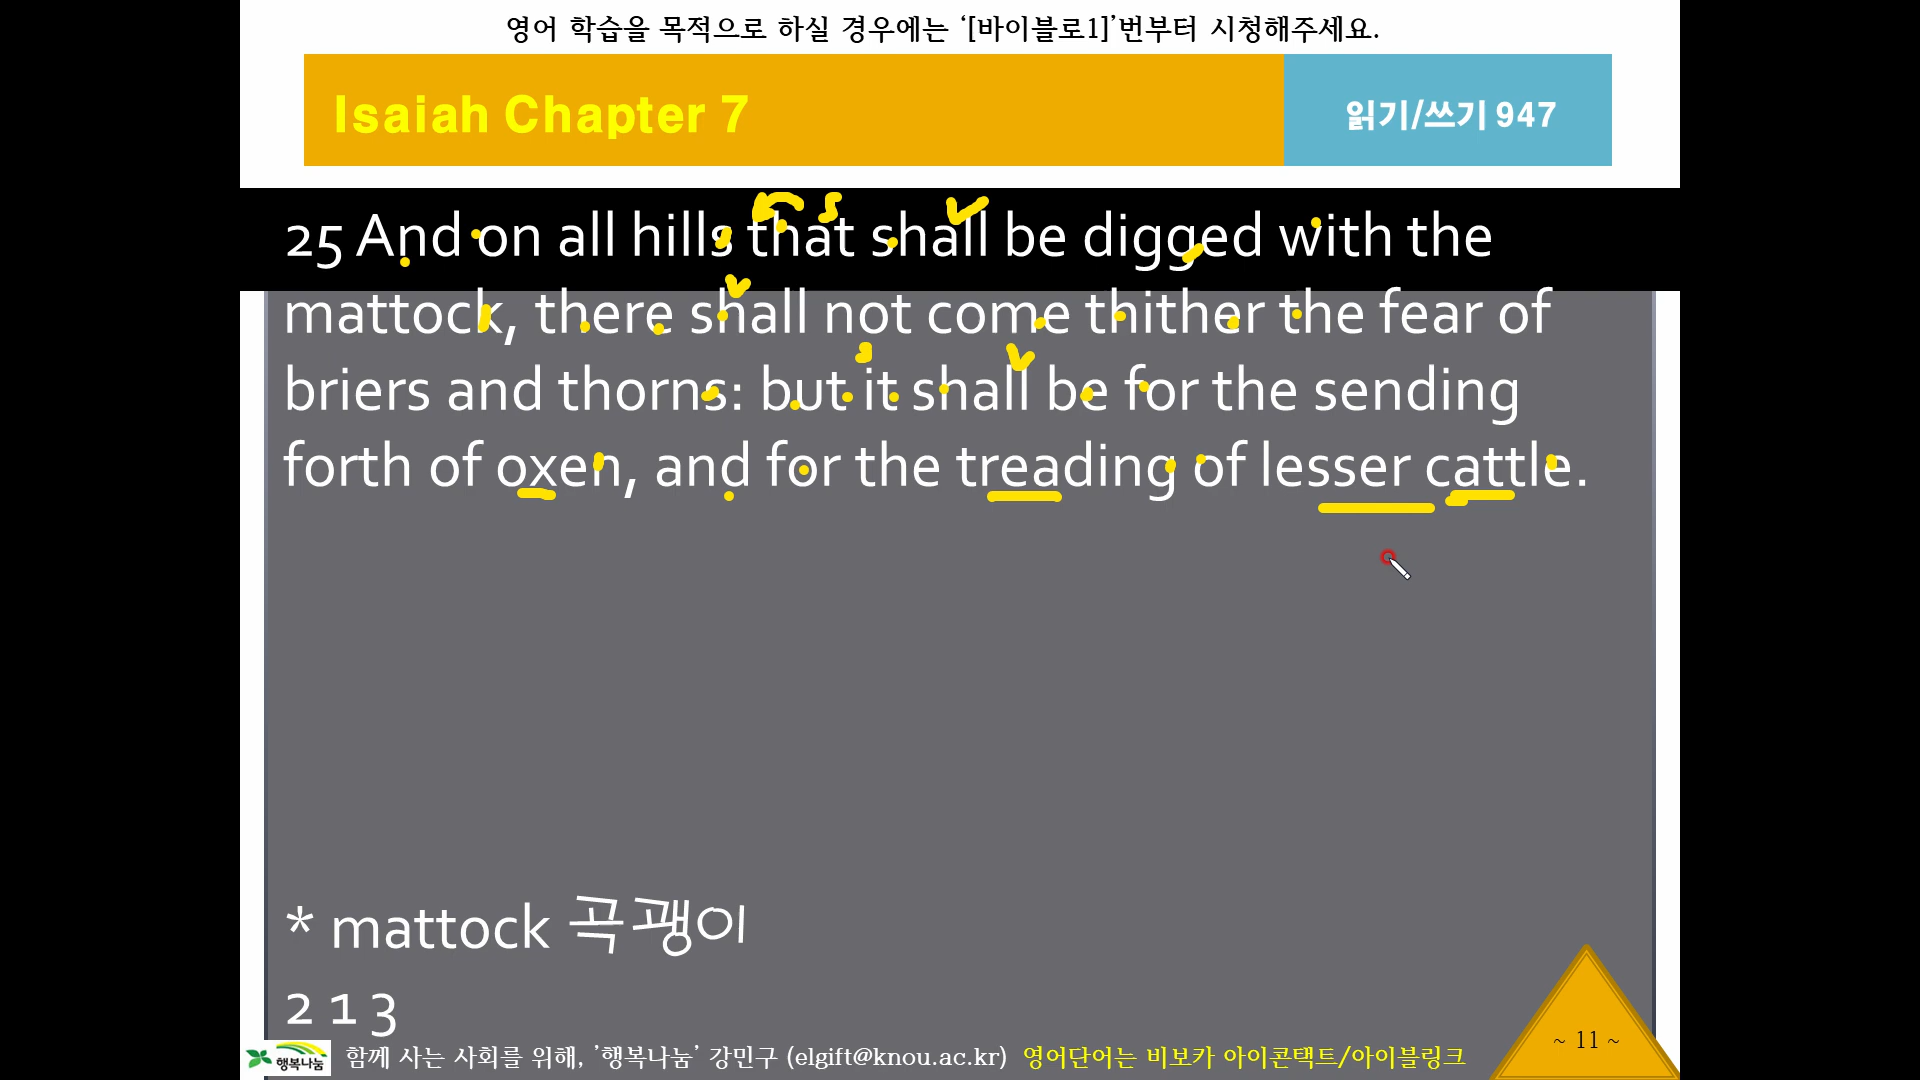 영어 학습을 목적으로 하실 경우에는 ‘[바이블로1]’번부터 시청해주세요.
Isaiah Chapter 7
읽기/쓰기 947
25 And on all hills that shall be digged with the
mattock, there shall not come thither the fear of
briers and thorns: but it shall be for the sending
forth of oxen, and for the treading of lesser cattle.
* mattock 곡괭이
2 1 3
~ 11 ~
행복나눔 함께 사는 사회를 위해, ’행복나눔’ 강민구 (elgift@knou.ac.kr) 영어단어는 비보카 아이콘택트/아이블링크